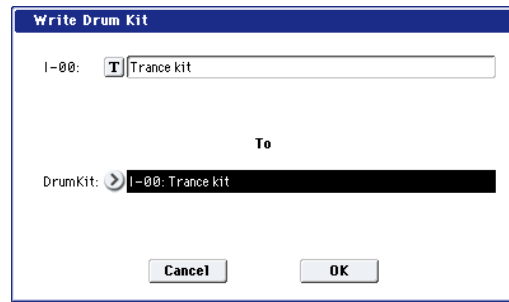 Write Drum Kit
I-00: T Trance kit
To
DrumKit: I-00: Trance kit
Cancel OK